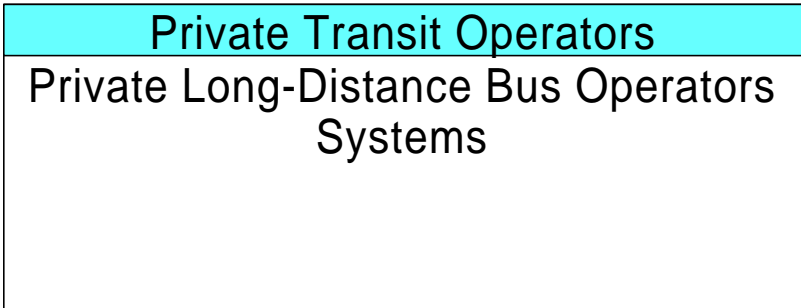 Private Transit Operators
Private Long-Distance Bus Operators
Systems